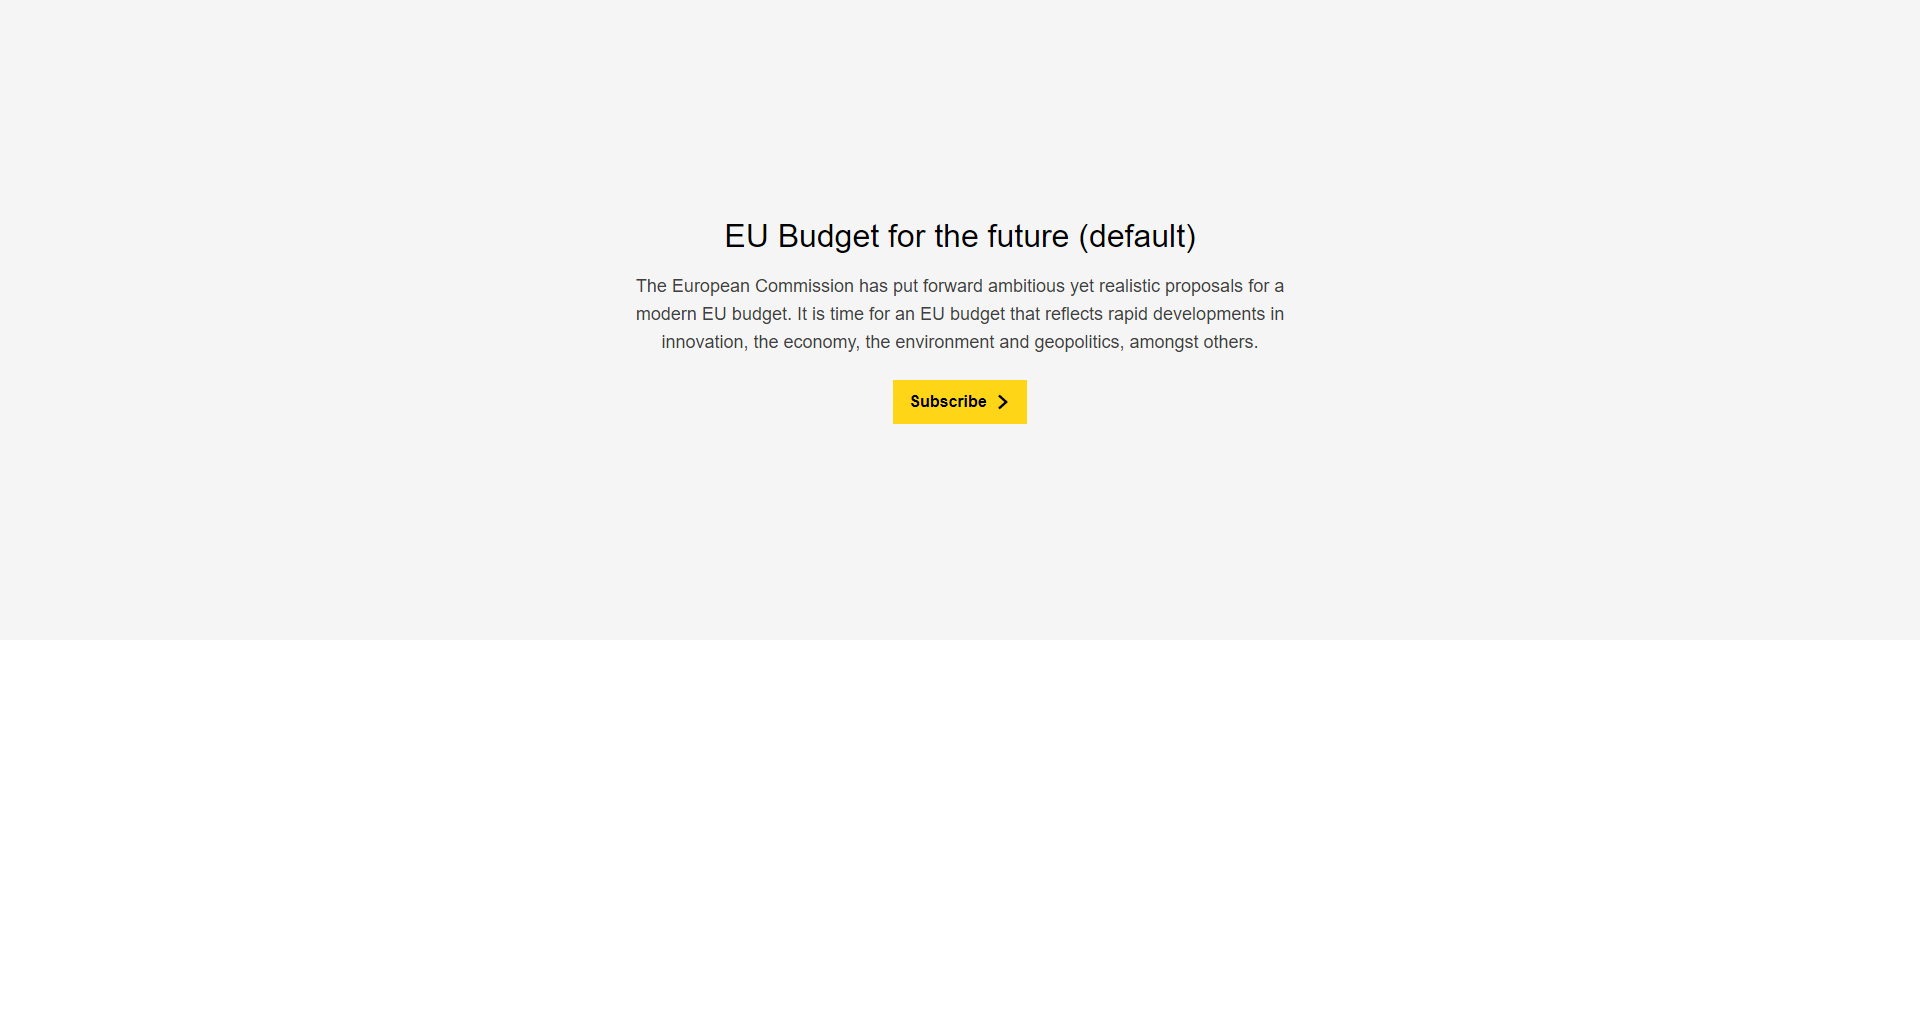 EU Budget for the future (default)
The European Commission has put forward ambitious yet realistic proposals for a
modern EU budget. It is time for an EU budget that reflects rapid developments in
innovation, the economy, the environment and geopolitics, amongst others.
Subscribe